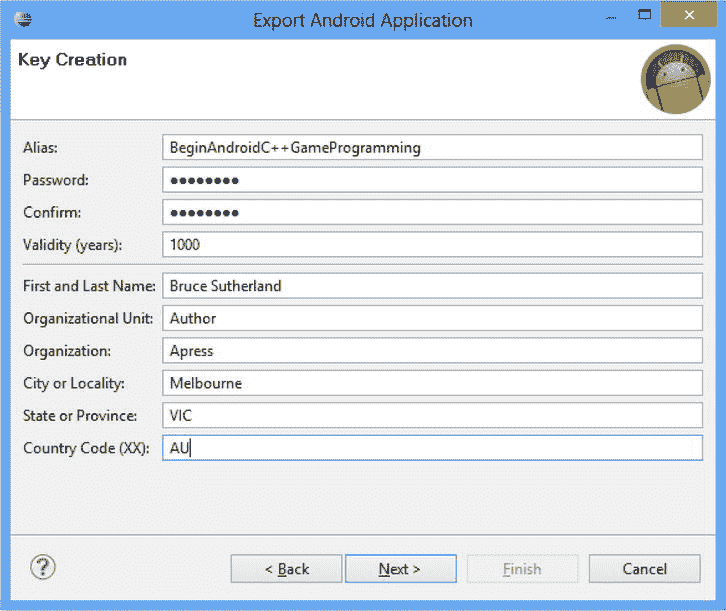 Export Android Application
Key Creation
Alias: BeginAndroidC++GameProgramming
Password: ●●●●●●●●
Confirm: ●●●●●●●●
Validity (years): 1000
First and Last Name: Bruce Sutherland
Organizational Unit: Author
Organization: Apress
City or Locality: Melbourne
State or Province: VIC
Country Code (XX): AU
? < Back Next > Finish Cancel